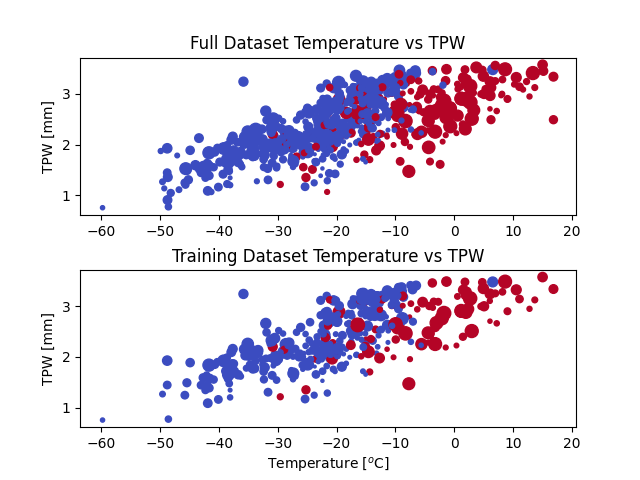 Full Dataset Temperature vs TPW
TPW [mm]
3
2
1
−60 −50 −40 −30 −20 −10 0 10 20
Training Dataset Temperature vs TPW
TPW [mm]
3
2
1
−60 −50 −40 −30 −20 −10 0 10 20
Temperature [°C]